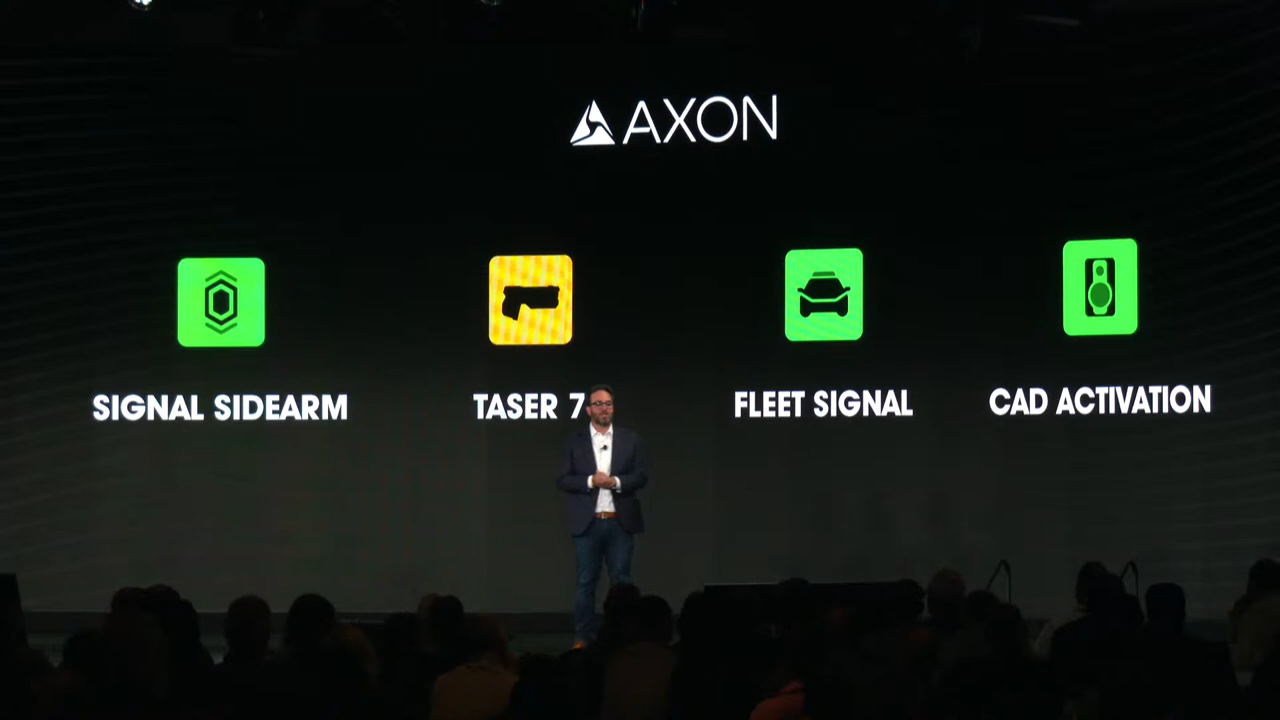 AXON
SIGNAL SIDEARM
TASER 7
FLEET SIGNAL
CAD ACTIVATION